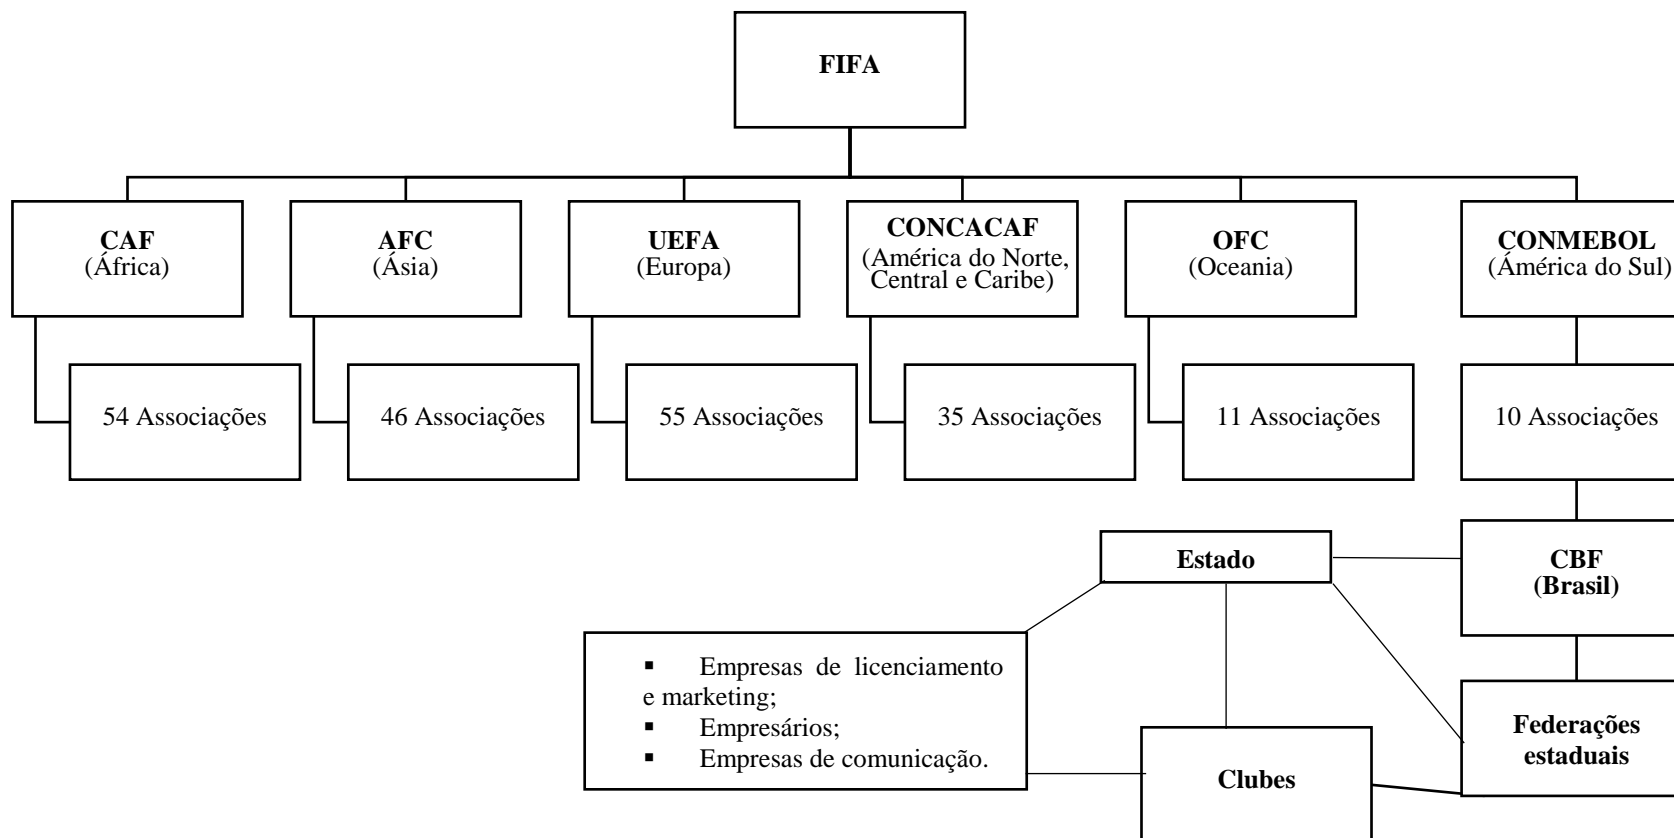 FIFA
CAF
(África)
AFC
(Ásia)
UEFA
(Europa)
CONCACAF
(América do Norte,
Central e Caribe)
OFC
(Oceania)
CONMEBOL
(Ámérica do Sul)
54 Associações
46 Associações
55 Associações
35 Associações
11 Associações
10 Associações
Estado
CBF
(Brasil)
▪ Empresas de licenciamento
e marketing;
▪ Empresários;
▪ Empresas de comunicação.
Clubes
Federações
estaduais